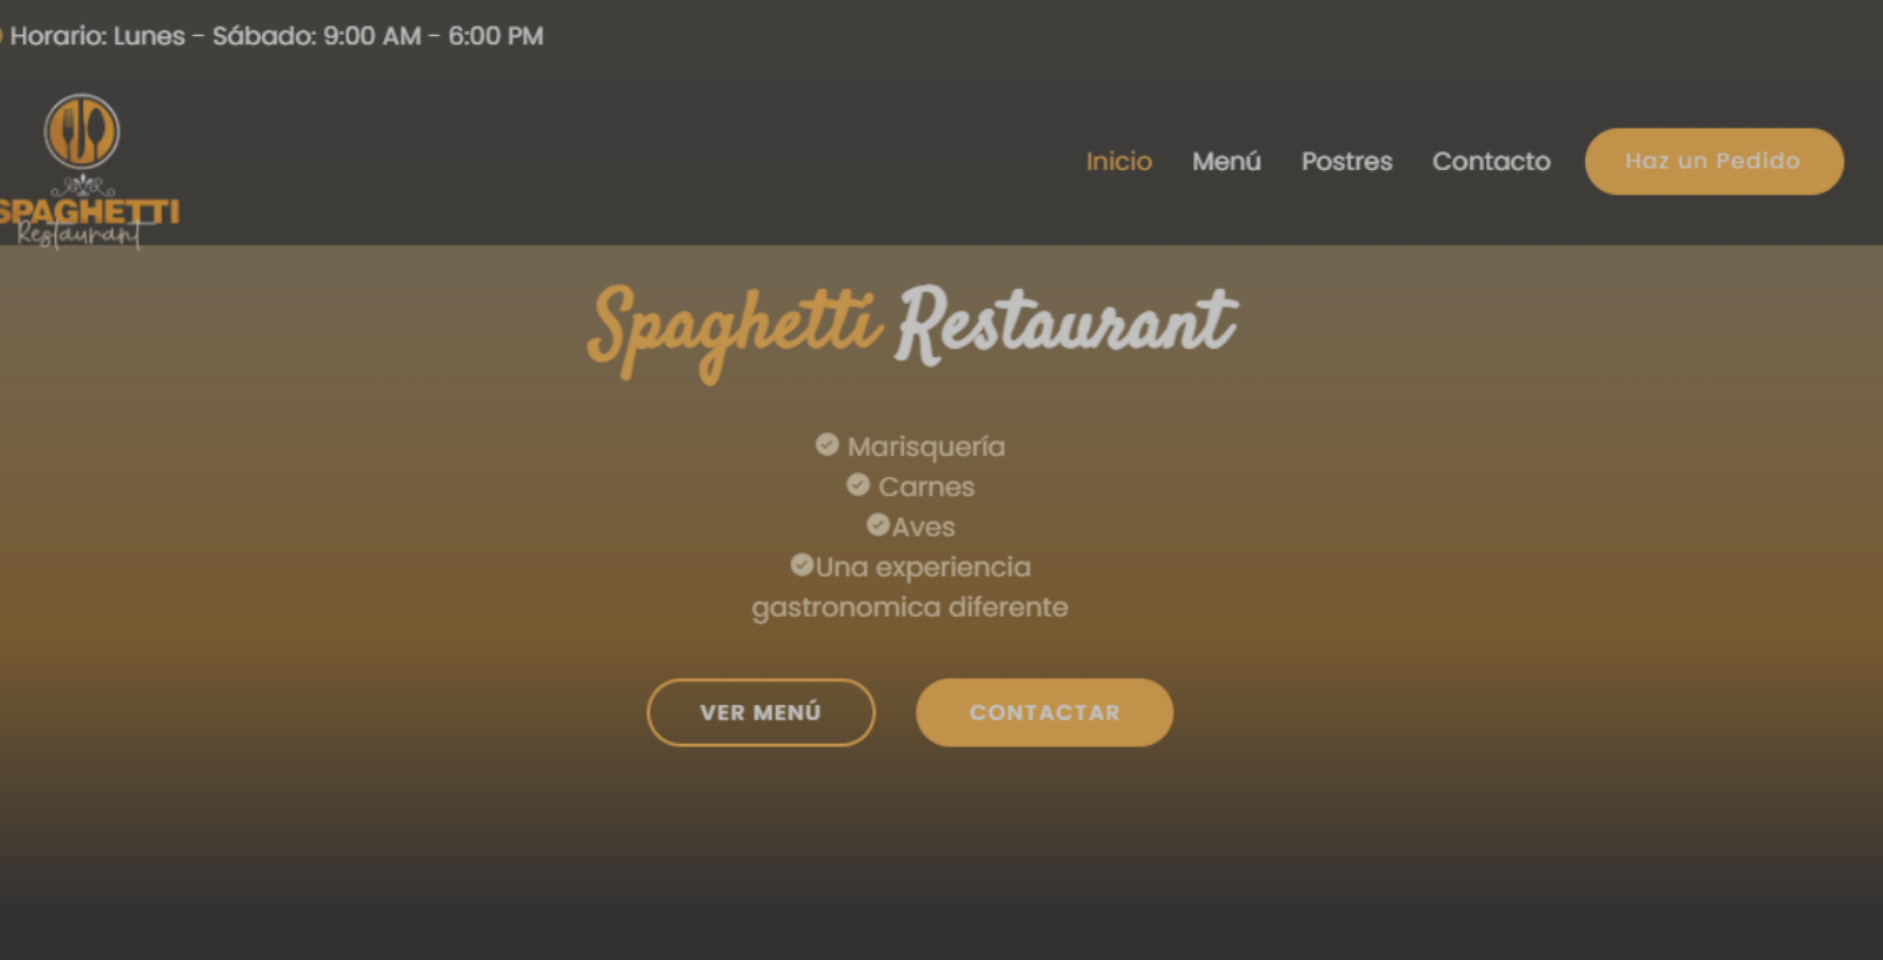 Horario: Lunes - Sábado: 9:00 AM - 6:00 PM
SPAGHETTI
Restaurant
Inicio Menú Postres Contacto Haz un Pedido
Spaghetti Restaurant
Marisquería
Carnes
Aves
Una experiencia
gastronomica diferente
VER MENÚ CONTACTAR